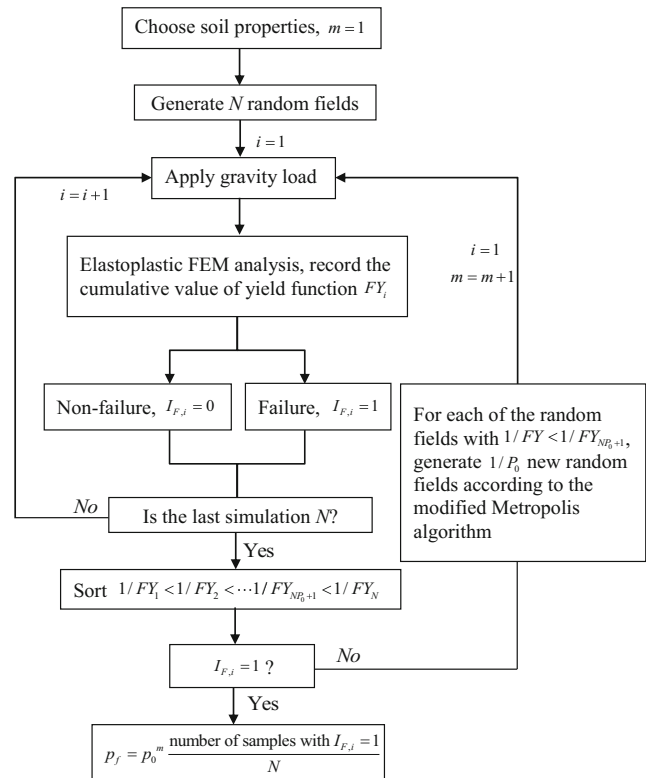 Choose soil properties, m = 1
Generate N random fields
i = 1
Apply gravity load
i = i+1
i = 1
m = m+1
Elastoplastic FEM analysis, record the
cumulative value of yield function FY_i
Non-failure, I_{F,i} = 0
Failure, I_{F,i} = 1
For each of the random
fields with 1/FY < 1/FY_{NP_0+1},
generate 1/P_0 new random
fields according to the
modified Metropolis
algorithm
No
Is the last simulation N?
Yes
Sort 1/FY_1 < 1/FY_2 < ⋯ 1/FY_{NP_0+1} < 1/FY_N
I_{F,i} = 1 ?
No
Yes
p_f = p_0^m \frac{number of samples with I_{F,i} = 1}{N}